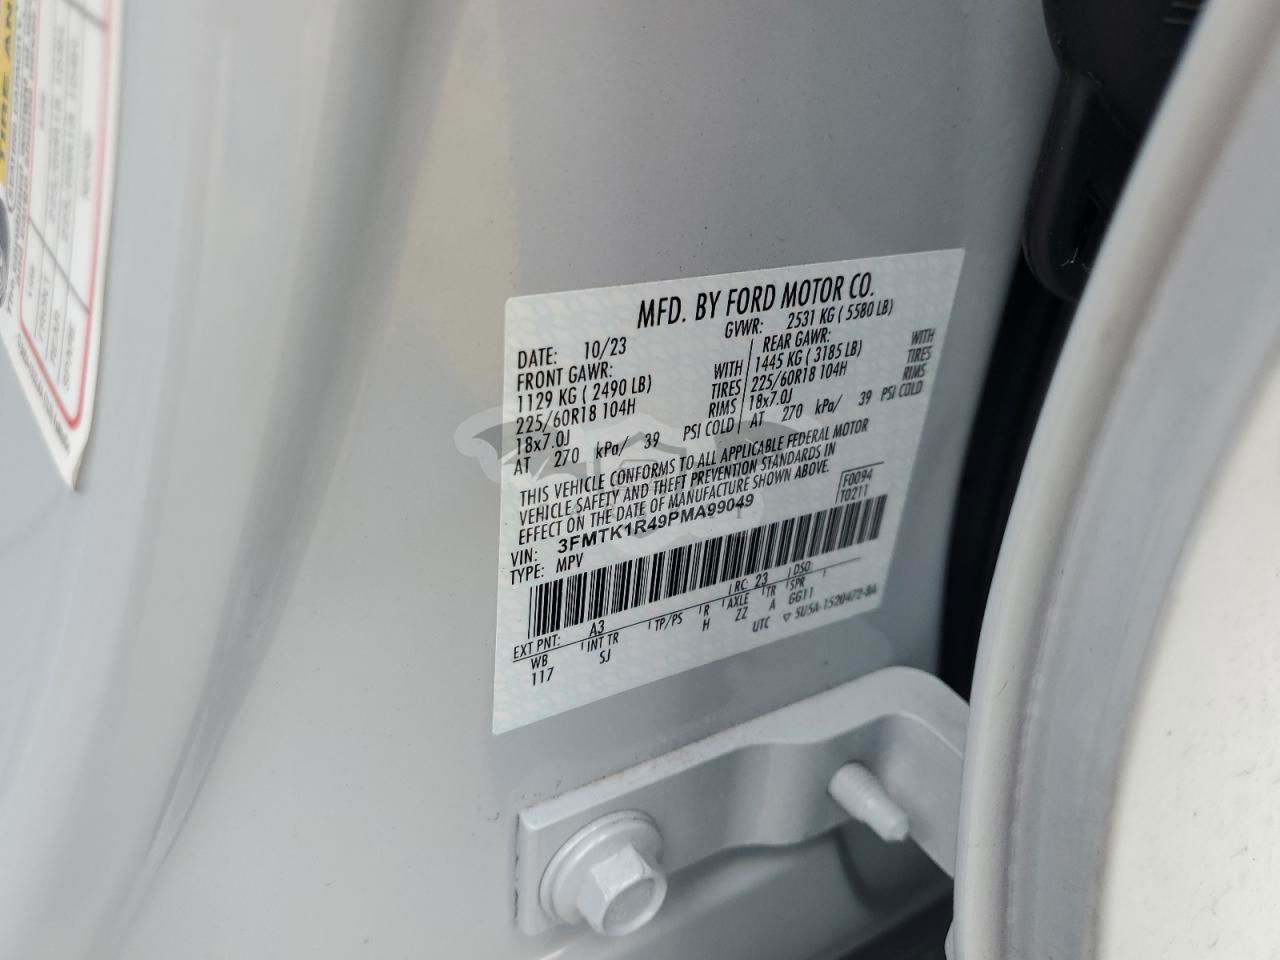 MFD. BY FORD MOTOR CO.
DATE: 10/23 GVWR: 2531 KG ( 5580 LB)
FRONT GAWR: REAR GAWR:
1129 KG ( 2490 LB) WITH 1445 KG ( 3185 LB) WITH
225/60R18 104H TIRES 225/60R18 104H TIRES
18x7.0J RIMS 18x7.0J RIMS
AT 270 kPa/ 39 PSI COLD AT 270 kPa/ 39 PSI COLD
THIS VEHICLE CONFORMS TO ALL APPLICABLE FEDERAL MOTOR
VEHICLE SAFETY AND THEFT PREVENTION STANDARDS IN
EFFECT ON THE DATE OF MANUFACTURE SHOWN ABOVE.
F0094
T0211
VIN: 3FMTK1R49PMA99049
TYPE: MPV
RC: 23 DSO:
EXT PNT: A3
WB INT TR TP/PS R AXLE TR SPR
117 SJ H ZZ A GG11
UTC ▽ SU5A-1520472-BA
TIRE AN